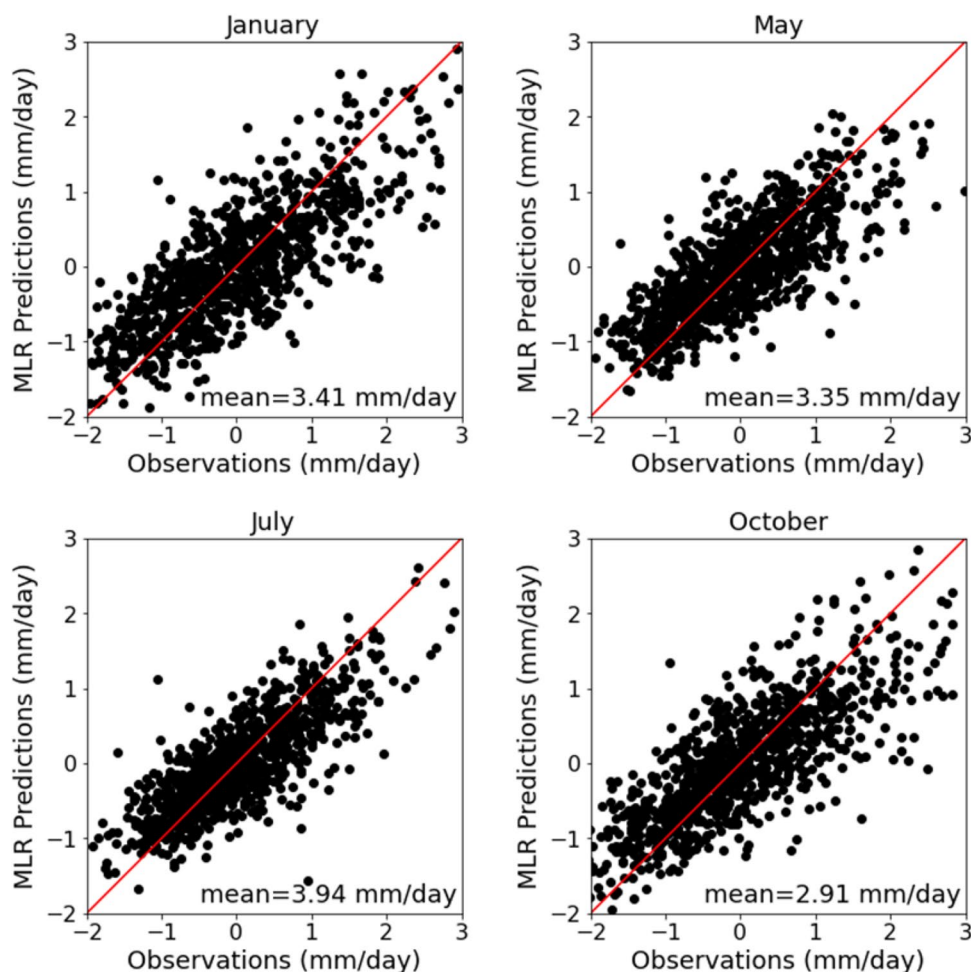 January
May
MLR Predictions (mm/day)
3
2
1
0
−1
−2
mean=3.41 mm/day
−2 −1 0 1 2 3
Observations (mm/day)
MLR Predictions (mm/day)
3
2
1
0
−1
−2
mean=3.35 mm/day
−2 −1 0 1 2 3
Observations (mm/day)
July
October
MLR Predictions (mm/day)
3
2
1
0
−1
−2
mean=3.94 mm/day
−2 −1 0 1 2 3
Observations (mm/day)
MLR Predictions (mm/day)
3
2
1
0
−1
−2
mean=2.91 mm/day
−2 −1 0 1 2 3
Observations (mm/day)